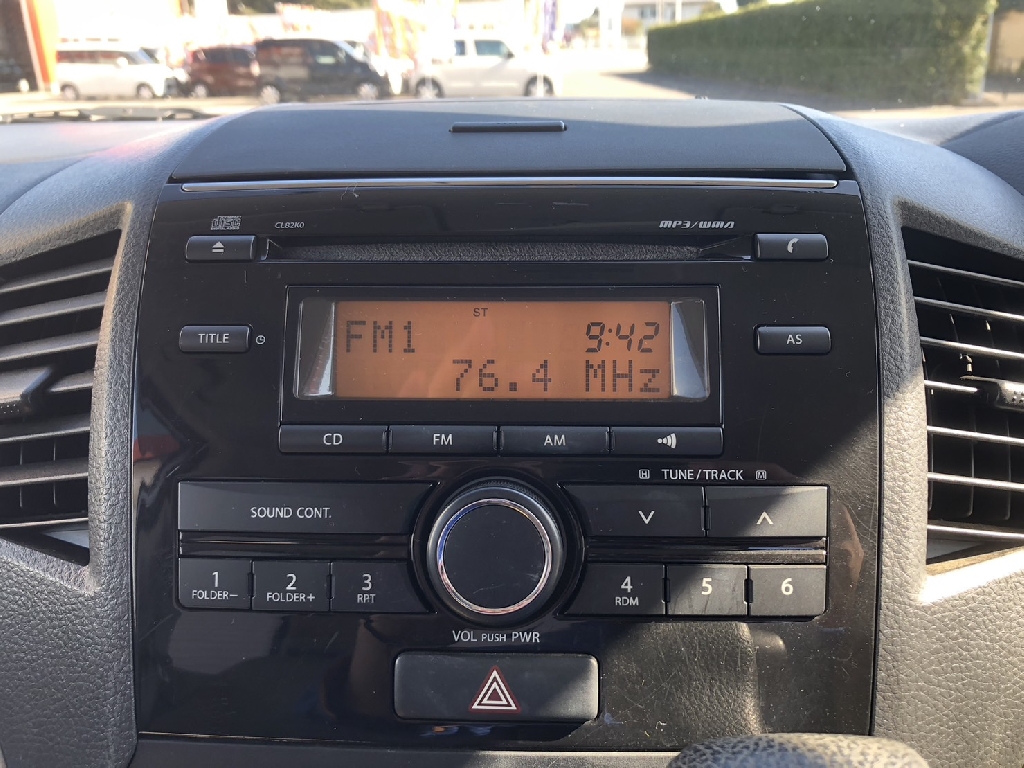 CLB2K0
MP3/WMA
ST
TITLE
FM1 9:42
76.4 MHz
AS
CD FM AM
H TUNE/TRACK M
SOUND CONT.
1 FOLDER−
2 FOLDER+
3 RPT
4 RDM
5
6
VOL PUSH PWR